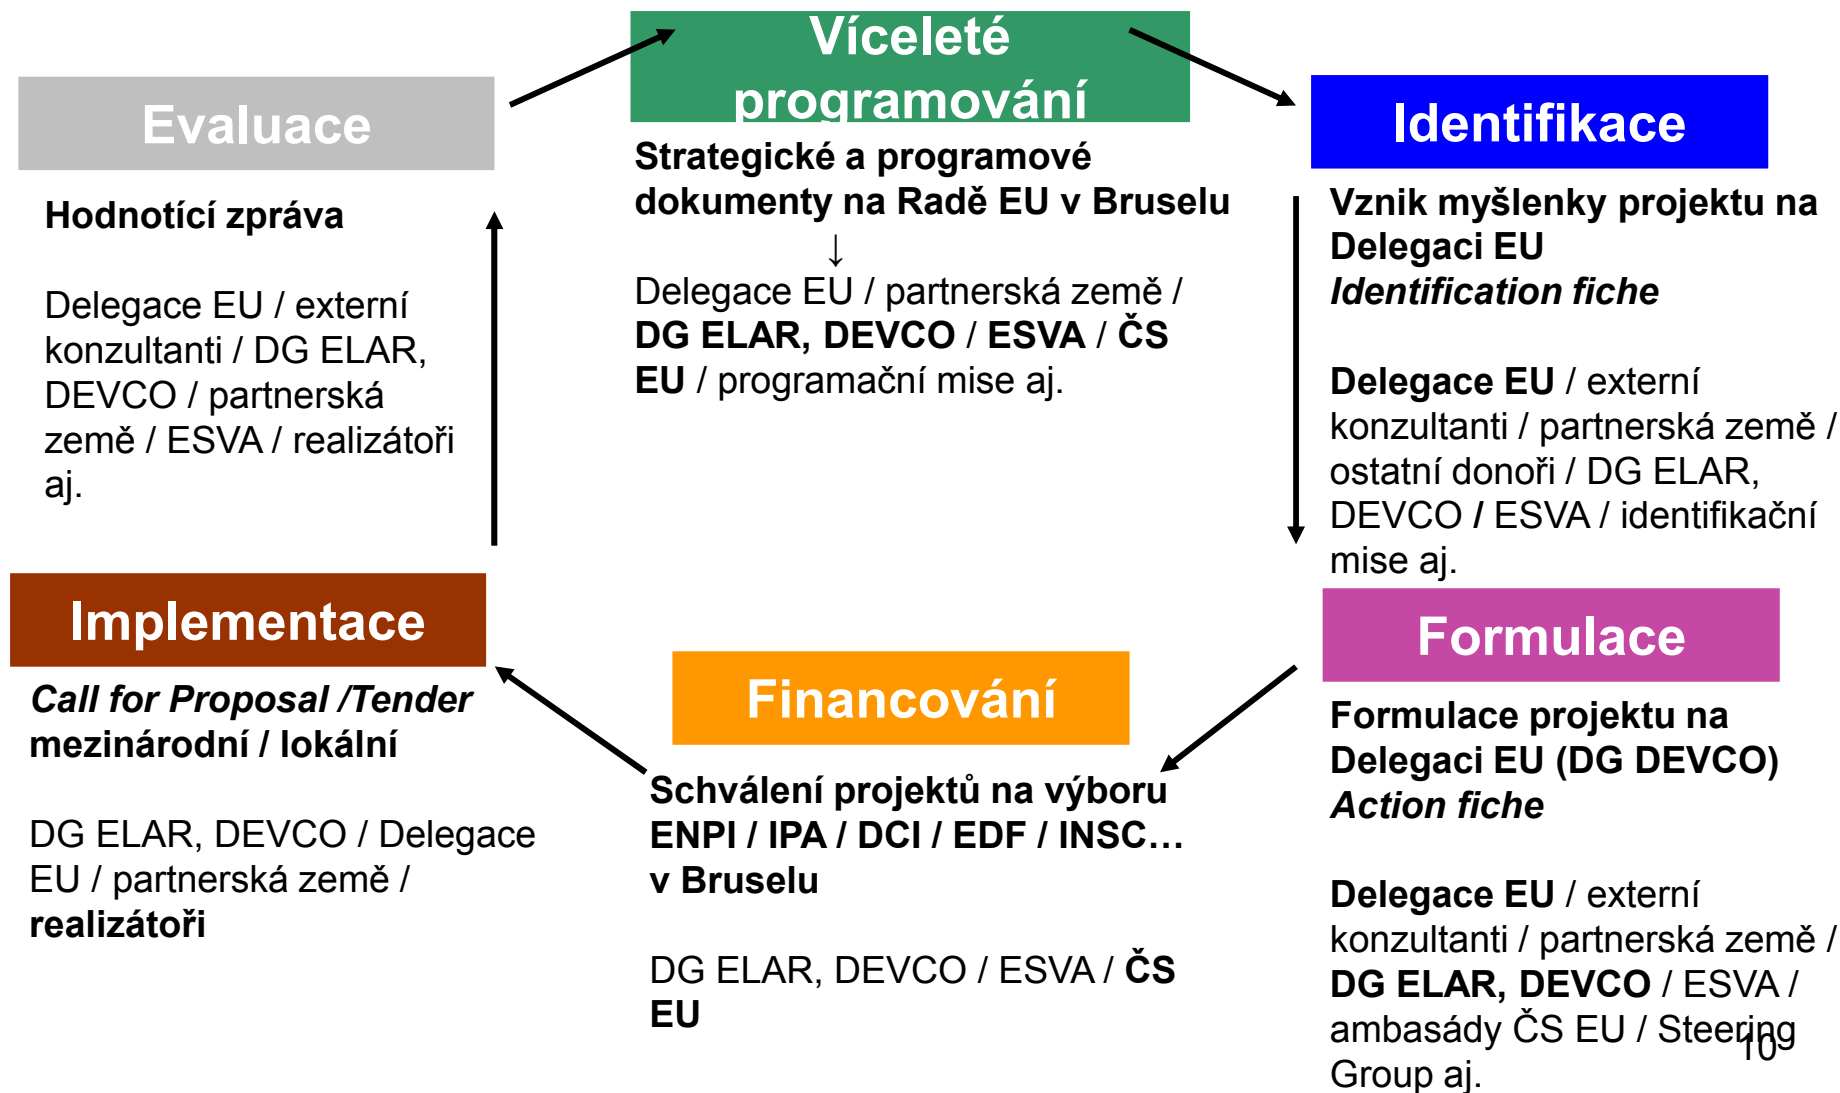 Víceleté
programování
Strategické a programové
dokumenty na Radě EU v Bruselu
↓
Delegace EU / partnerská země /
DG ELAR, DEVCO / ESVA / ČS
EU / programační mise aj.
Identifikace
Vznik myšlenky projektu na
Delegaci EU
Identification fiche
Delegace EU / externí
konzultanti / partnerská země /
ostatní donoři / DG ELAR,
DEVCO / ESVA / identifikační
mise aj.
Formulace
Formulace projektu na
Delegaci EU (DG DEVCO)
Action fiche
Delegace EU / externí
konzultanti / partnerská země /
DG ELAR, DEVCO / ESVA /
ambasády ČS EU / Steering
Group aj.
Financování
Schválení projektů na výboru
ENPI / IPA / DCI / EDF / INSC…
v Bruselu
DG ELAR, DEVCO / ESVA / ČS
EU
Implementace
Call for Proposal /Tender
mezinárodní / lokální
DG ELAR, DEVCO / Delegace
EU / partnerská země /
realizátoři
Evaluace
Hodnotící zpráva
Delegace EU / externí
konzultanti / DG ELAR,
DEVCO / partnerská
země / ESVA / realizátoři
aj.
10